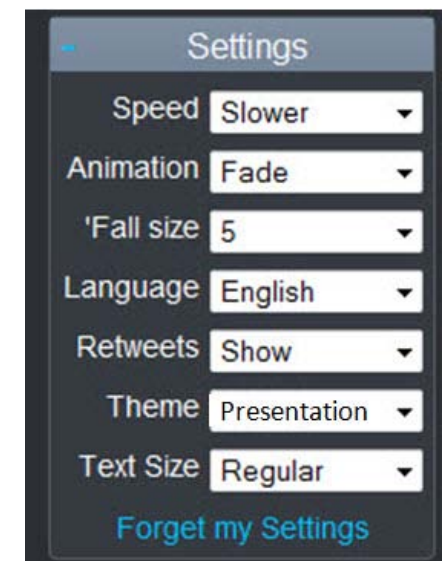 Settings
Speed Slower
Animation Fade
'Fall size 5
Language English
Retweets Show
Theme Presentation
Text Size Regular
Forget my Settings